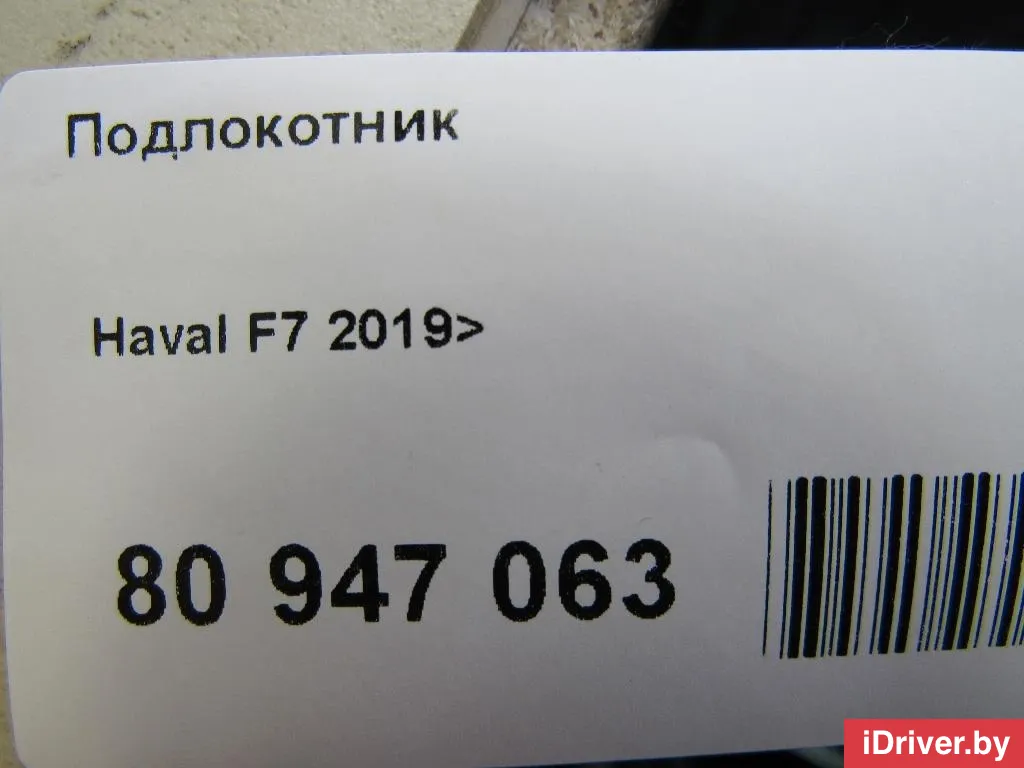 Подлокотник
Haval F7 2019>
80 947 063
iDriver.by